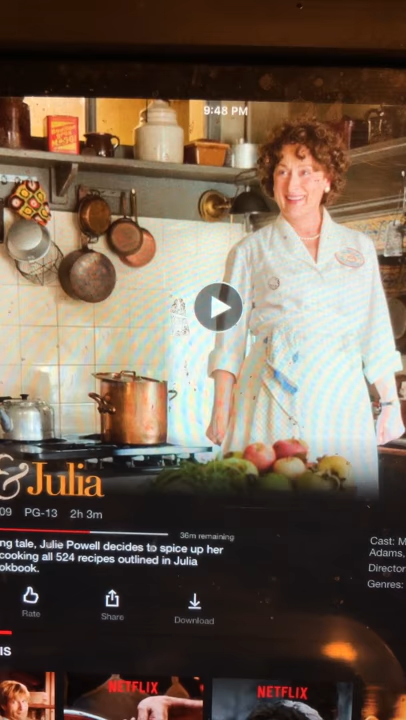 9:48 PM
& Julia
09 PG-13 2h 3m
36m remaining
ng tale, Julie Powell decides to spice up her
cooking all 524 recipes outlined in Julia
okbook.
Cast: M
Adams,
Director
Genres:
Rate
Share
Download
IS
NETFLIX
NETFLIX